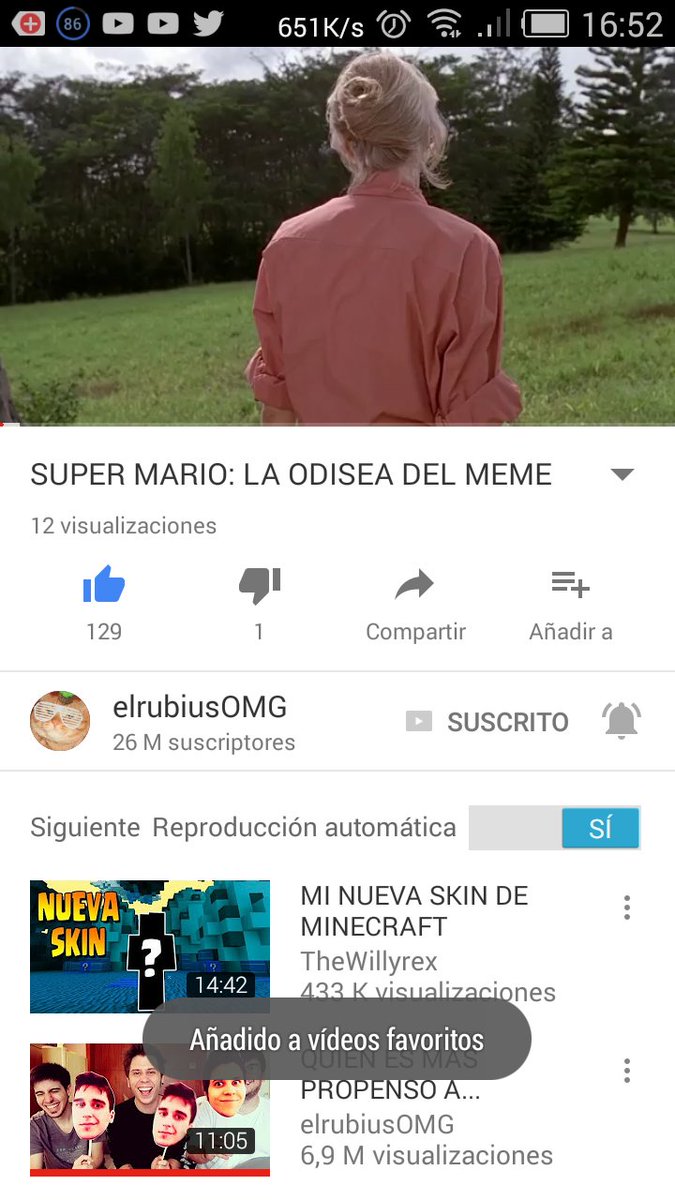 86 651K/s 16:52
SUPER MARIO: LA ODISEA DEL MEME
12 visualizaciones
129 1 Compartir Añadir a
elrubiusOMG
26 M suscriptores
SUSCRITO
Siguiente Reproducción automática SÍ
NUEVA
SKIN
?
14:42
MI NUEVA SKIN DE
MINECRAFT
TheWillyrex
433 K visualizaciones
Añadido a vídeos favoritos
11:05
QUIEN ES MAS
PROPENSO A...
elrubiusOMG
6,9 M visualizaciones